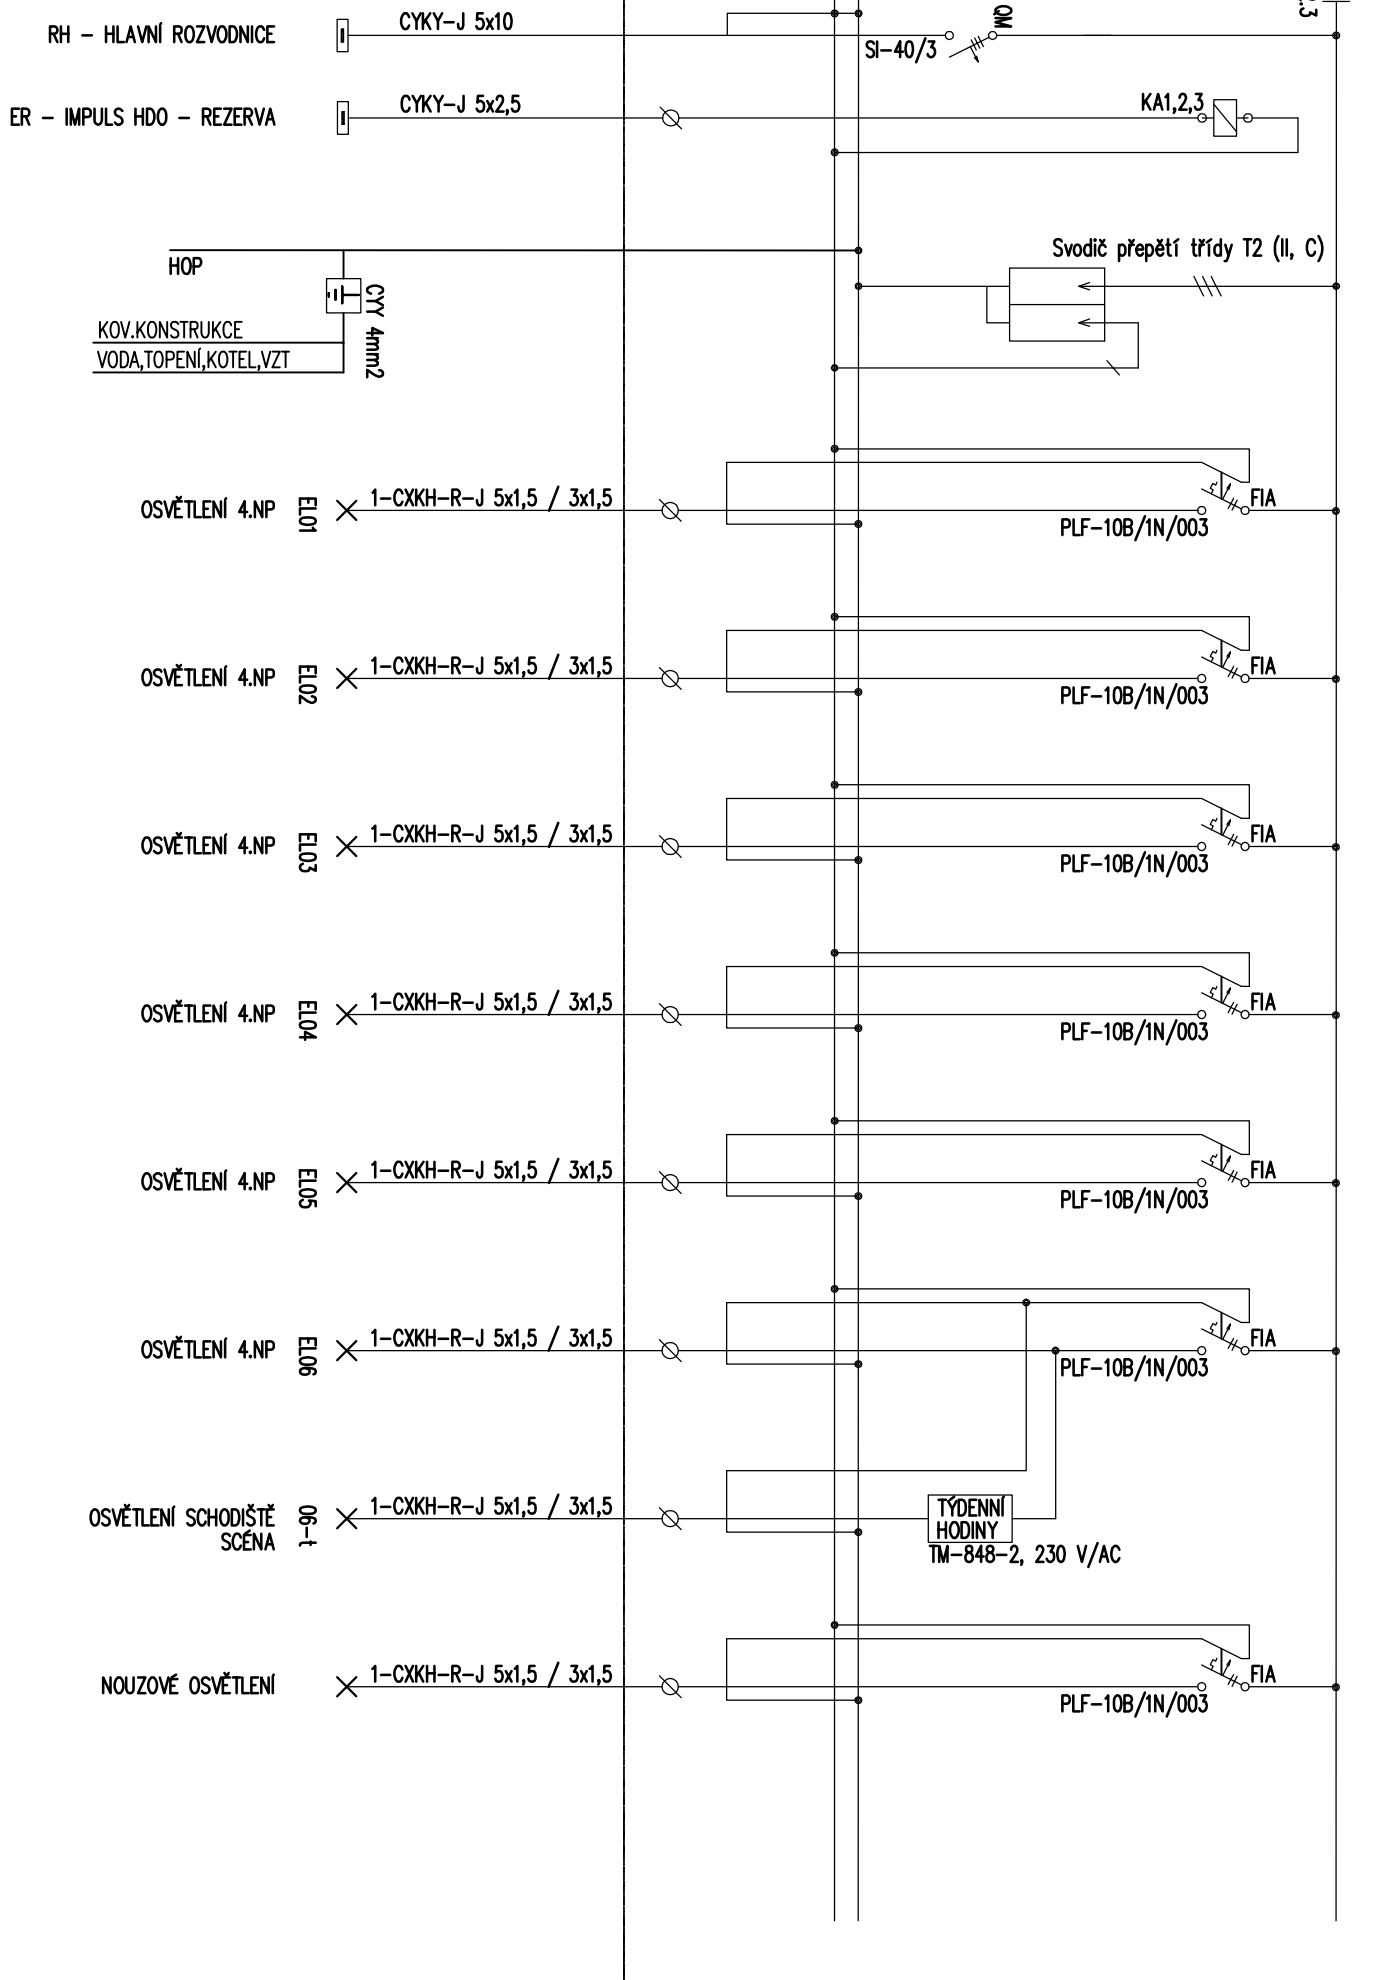 .3
RH – HLAVNÍ ROZVODNICE
CYKY-J 5x10
SI-40/3
QM
ER – IMPULS HDO – REZERVA
CYKY-J 5x2,5
KA1,2,3
HOP
CYY 4mm2
KOV.KONSTRUKCE
VODA,TOPENÍ,KOTEL,VZT
Svodič přepětí třídy T2 (II, C)
OSVĚTLENÍ 4.NP
EL01
1-CXKH-R-J 5x1,5 / 3x1,5
PLF-10B/1N/003
FIA
OSVĚTLENÍ 4.NP
EL02
1-CXKH-R-J 5x1,5 / 3x1,5
PLF-10B/1N/003
FIA
OSVĚTLENÍ 4.NP
EL03
1-CXKH-R-J 5x1,5 / 3x1,5
PLF-10B/1N/003
FIA
OSVĚTLENÍ 4.NP
EL04
1-CXKH-R-J 5x1,5 / 3x1,5
PLF-10B/1N/003
FIA
OSVĚTLENÍ 4.NP
EL05
1-CXKH-R-J 5x1,5 / 3x1,5
PLF-10B/1N/003
FIA
OSVĚTLENÍ 4.NP
EL06
1-CXKH-R-J 5x1,5 / 3x1,5
PLF-10B/1N/003
FIA
OSVĚTLENÍ SCHODIŠTĚ
SCÉNA
06-t
1-CXKH-R-J 5x1,5 / 3x1,5
TÝDENNÍ
HODINY
TM-848-2, 230 V/AC
NOUZOVÉ OSVĚTLENÍ
1-CXKH-R-J 5x1,5 / 3x1,5
PLF-10B/1N/003
FIA